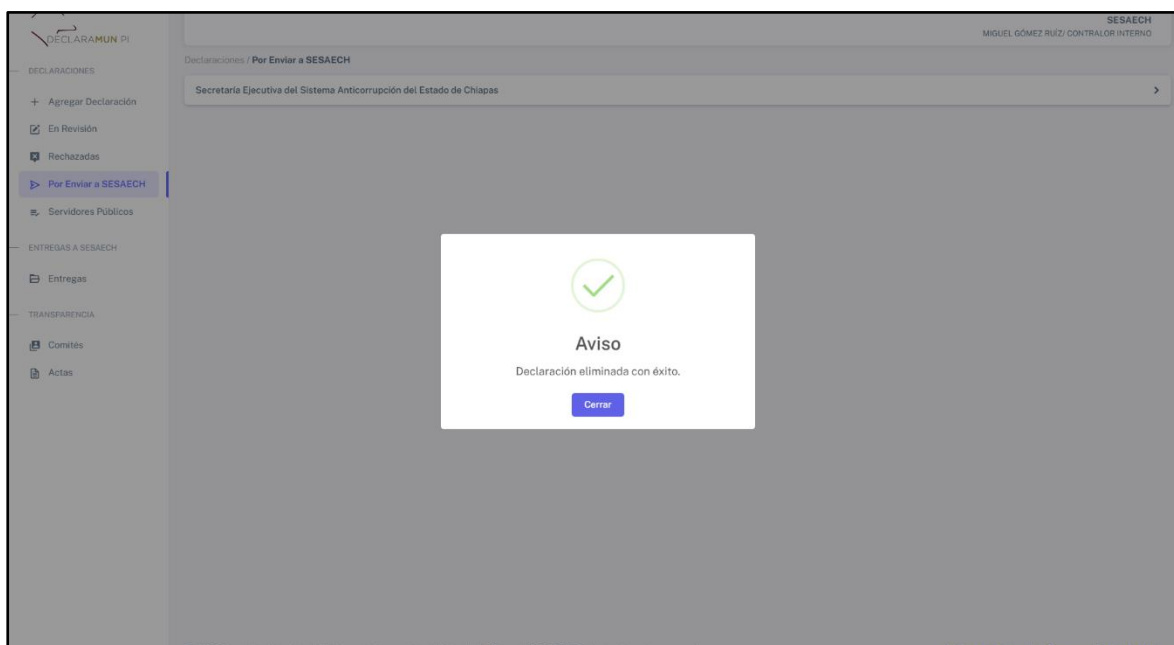 DECLARAMUN.PI
SESAECH
MIGUEL GÓMEZ RUÍZ/ CONTRALOR INTERNO
Declaraciones / Por Enviar a SESAECH
Secretaría Ejecutiva del Sistema Anticorrupción del Estado de Chiapas
DECLARACIONES
Agregar Declaración
En Revisión
Rechazadas
Por Enviar a SESAECH
Servidores Públicos
ENTREGAS A SESAECH
Entregas
TRANSPARENCIA
Comités
Actas
Aviso
Declaración eliminada con éxito.
Cerrar